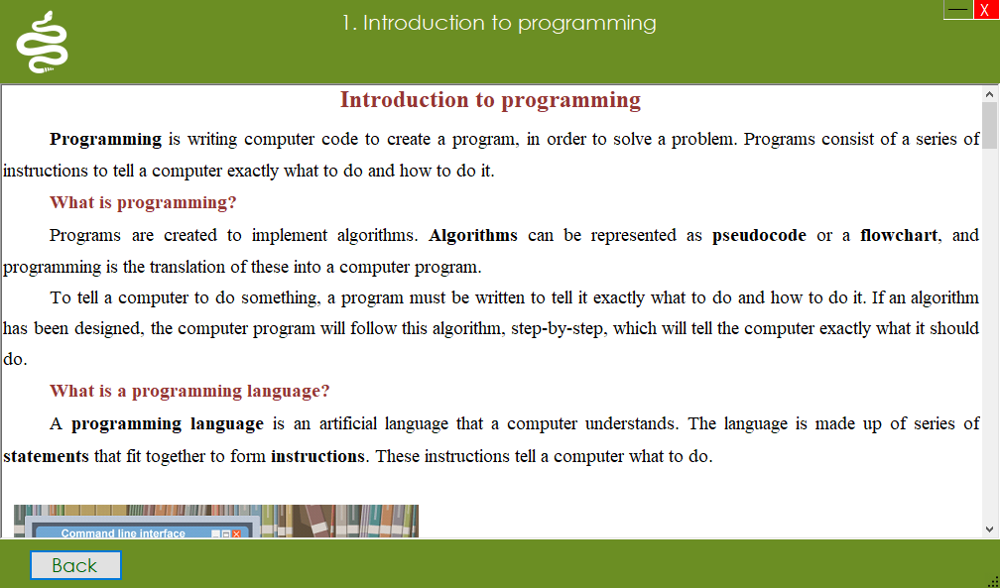 1. Introduction to programming
X
Introduction to programming
Programming is writing computer code to create a program, in order to solve a problem. Programs consist of a series of
instructions to tell a computer exactly what to do and how to do it.
What is programming?
Programs are created to implement algorithms. Algorithms can be represented as pseudocode or a flowchart, and
programming is the translation of these into a computer program.
To tell a computer to do something, a program must be written to tell it exactly what to do and how to do it. If an algorithm
has been designed, the computer program will follow this algorithm, step-by-step, which will tell the computer exactly what it should
do.
What is a programming language?
A programming language is an artificial language that a computer understands. The language is made up of series of
statements that fit together to form instructions. These instructions tell a computer what to do.
Command line interface
Back